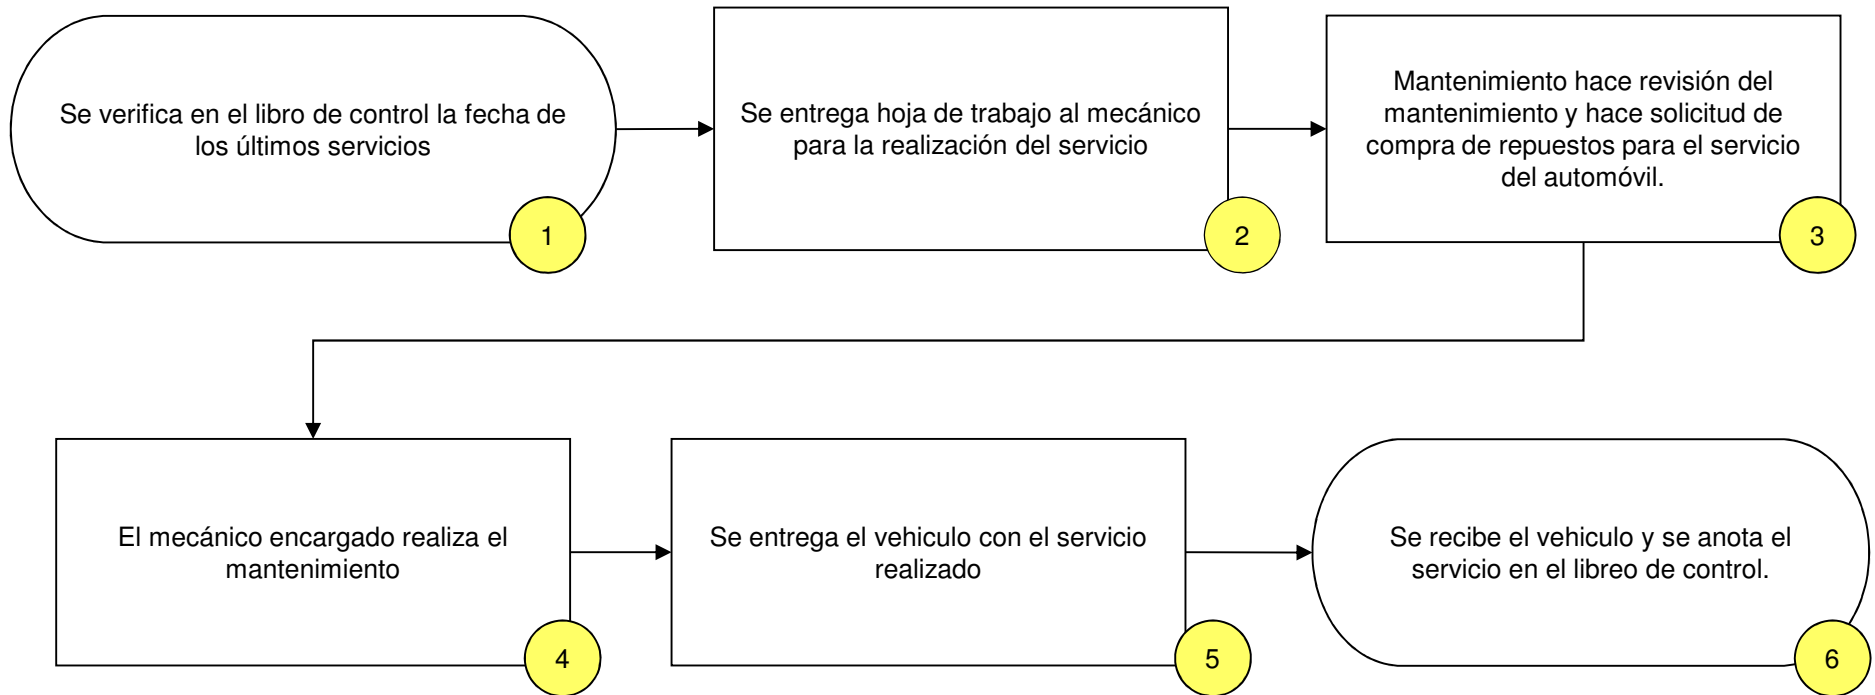 Se verifica en el libro de control la fecha de
los últimos servicios
1
Se entrega hoja de trabajo al mecánico
para la realización del servicio
2
Mantenimiento hace revisión del
mantenimiento y hace solicitud de
compra de repuestos para el servicio
del automóvil.
3
El mecánico encargado realiza el
mantenimiento
4
Se entrega el vehiculo con el servicio
realizado
5
Se recibe el vehiculo y se anota el
servicio en el libreo de control.
6